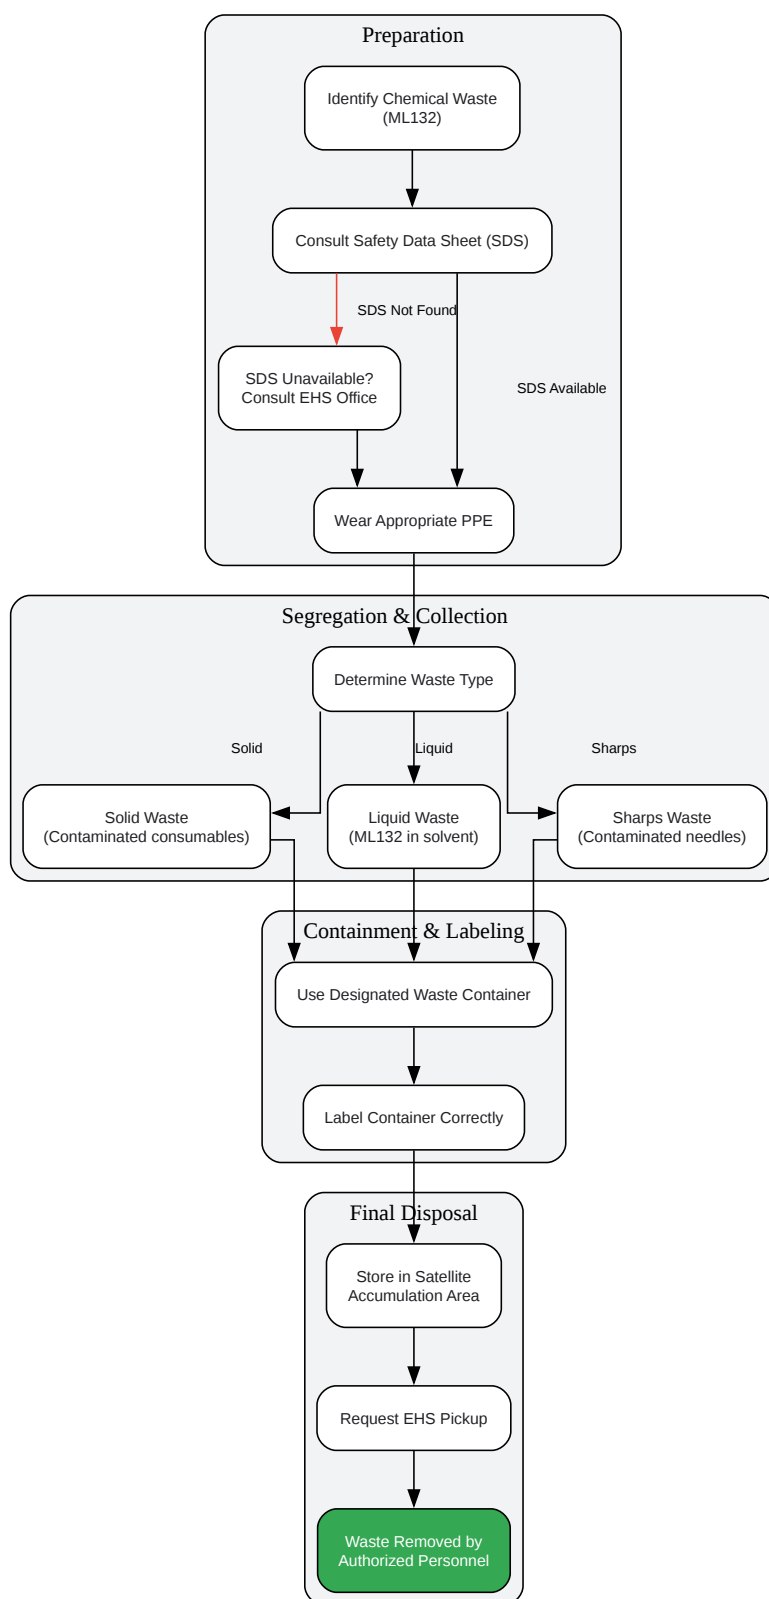 Preparation
Identify Chemical Waste
(ML132)
Consult Safety Data Sheet (SDS)
SDS Not Found
SDS Unavailable?
Consult EHS Office
SDS Available
Wear Appropriate PPE
Segregation & Collection
Determine Waste Type
Solid
Liquid
Sharps
Solid Waste
(Contaminated consumables)
Liquid Waste
(ML132 in solvent)
Sharps Waste
(Contaminated needles)
Containment & Labeling
Use Designated Waste Container
Label Container Correctly
Final Disposal
Store in Satellite
Accumulation Area
Request EHS Pickup
Waste Removed by
Authorized Personnel